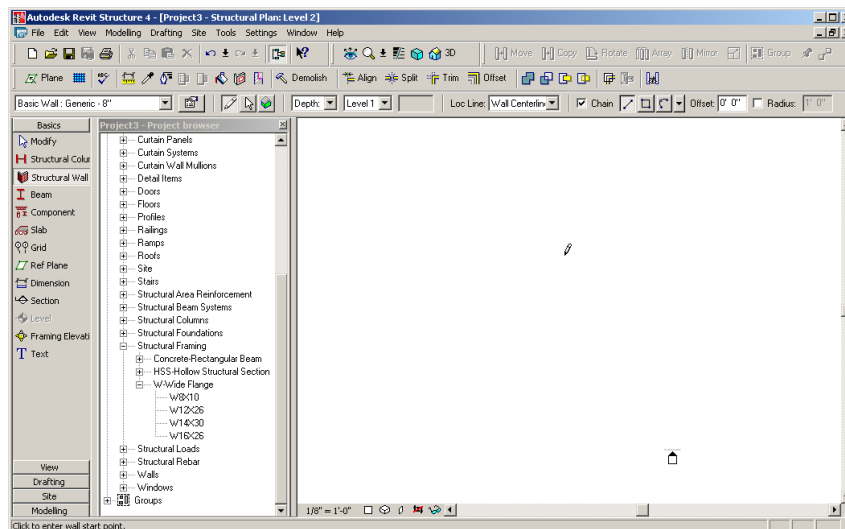 Autodesk Revit Structure 4 - [Project3 - Structural Plan: Level 2]
File Edit View Modelling Drafting Site Tools Settings Window Help
3D Move Copy Rotate Array Mirror Group
Plane Demolish Align Split Trim Offset
Basic Wall : Generic - 8" Depth: Level 1 Loc Line: Wall Centerline Chain Offset: 0' 0" Radius: 1' 0"
Basics
Modify
Structural Colur
Structural Wall
Beam
Component
Slab
Grid
Ref Plane
Dimension
Section
Level
Framing Elevati
Text
View
Drafting
Site
Modelling
Project3 - Project browser
Curtain Panels
Curtain Systems
Curtain Wall Mullions
Detail Items
Doors
Floors
Profiles
Railings
Ramps
Roofs
Site
Stairs
Structural Area Reinforcement
Structural Beam Systems
Structural Columns
Structural Foundations
Structural Framing
Concrete-Rectangular Beam
HSS-Hollow Structural Section
W-Wide Flange
W8X10
W12X26
W14X30
W16X26
Structural Loads
Structural Rebar
Walls
Windows
Groups
1/8" = 1'-0"
Click to enter wall start point.